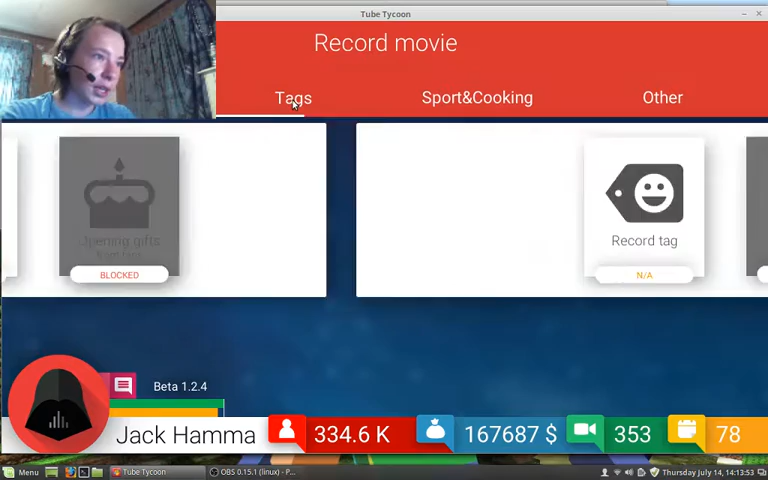 Tube Tycoon
Record movie
Tags
Sport&Cooking
Other
Opening gifts
BLOCKED
Record tag
N/A
Beta 1.2.4
Jack Hamma
334.6 K
167687 $
353
78
Menu
Tube Tycoon
OBS 0.15.1 (linux) - P...
Thursday July 14, 14:13:53